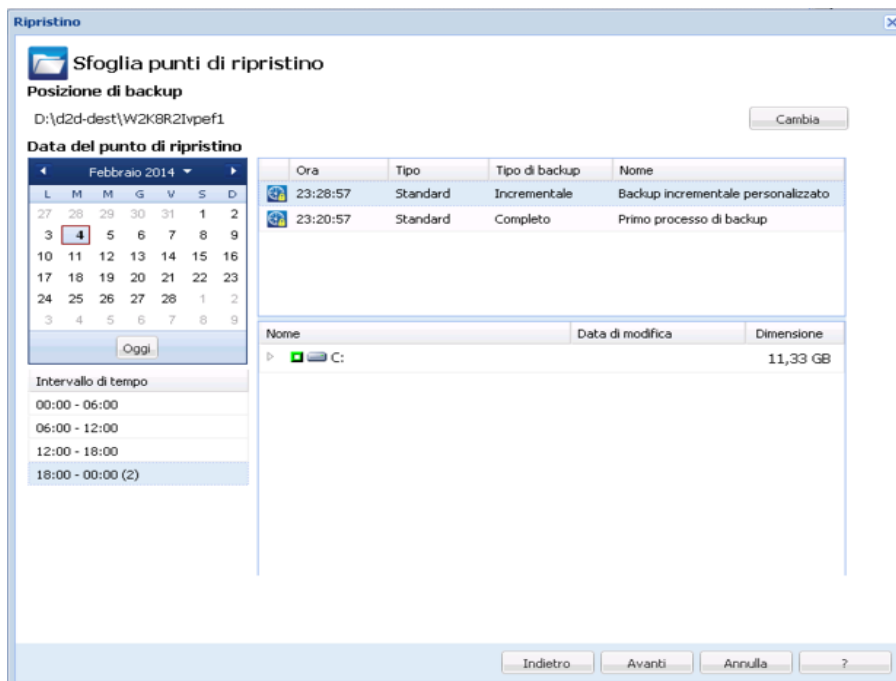 Ripristino
Sfoglia punti di ripristino
Posizione di backup
D:\d2d-dest\W2K8R2Ivpef1
Cambia
Data del punto di ripristino
Febbraio 2014
L M M G V S D
27 28 29 30 31 1 2
3 4 5 6 7 8 9
10 11 12 13 14 15 16
17 18 19 20 21 22 23
24 25 26 27 28 1 2
3 4 5 6 7 8 9
Oggi
Intervallo di tempo
00:00 - 06:00
06:00 - 12:00
12:00 - 18:00
18:00 - 00:00 (2)
Ora Tipo Tipo di backup Nome
23:28:57 Standard Incrementale Backup incrementale personalizzato
23:20:57 Standard Completo Primo processo di backup
Nome Data di modifica Dimensione
C: 11,33 GB
Indietro Avanti Annulla ?